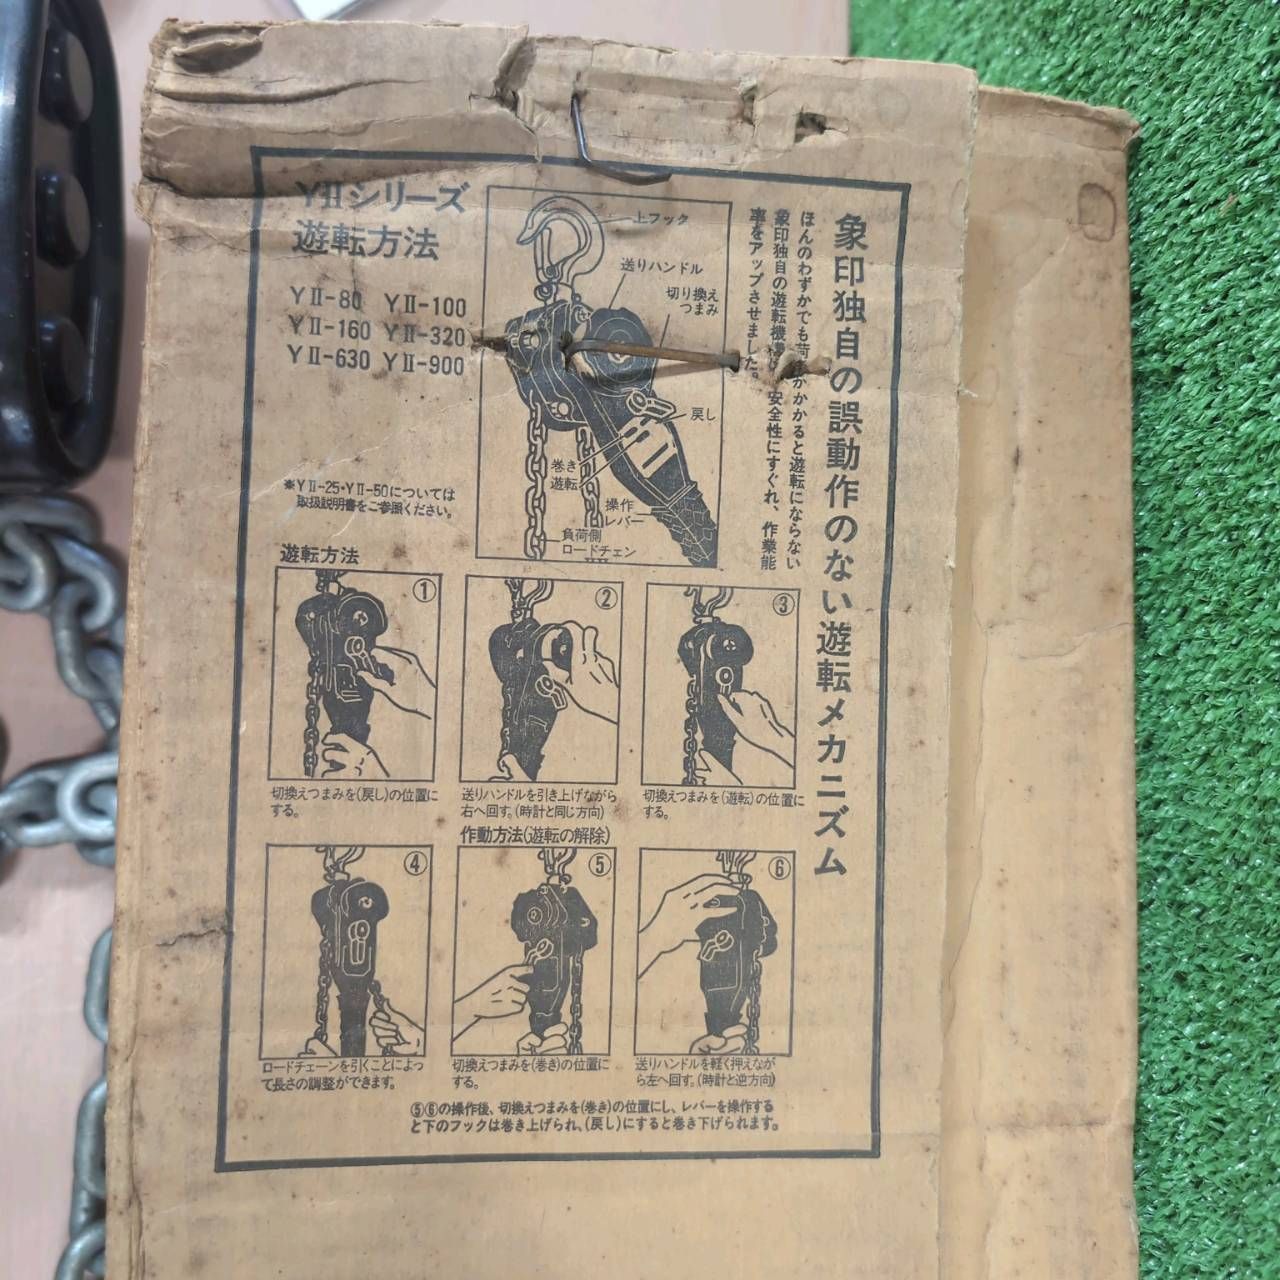 象印独自の誤動作のない遊転メカニズム
ほんのわずかでも荷 がかかると遊転にならない
象印独自の遊転機 安全性にすぐれ、作業能
率をアップさせました。
YⅡシリーズ
遊転方法
YⅡ-80 YⅡ-100
YⅡ-160 YⅡ-320
YⅡ-630 YⅡ-900
※YⅡ-25・YⅡ-50については
取扱説明書をご参照ください。
上フック
送りハンドル
切り換え
つまみ
戻し
巻き
遊転
操作
レバー
負荷側
ロードチェン
遊転方法
①
②
③
切換えつまみを(戻し)の位置に
する。
送りハンドルを引き上げながら
右へ回す。(時計と同じ方向)
切換えつまみを(遊転)の位置に
する。
作動方法(遊転の解除)
④
⑤
⑥
ロードチェーンを引くことによっ
て長さの調整ができます。
切換えつまみを(巻き)の位置に
する。
送りハンドルを軽く押えなが
ら左へ回す。(時計と逆方向)
⑤⑥の操作後、切換えつまみを(巻き)の位置にし、レバーを操作する
と下のフックは巻き上げられ、(戻し)にすると巻き下げられます。